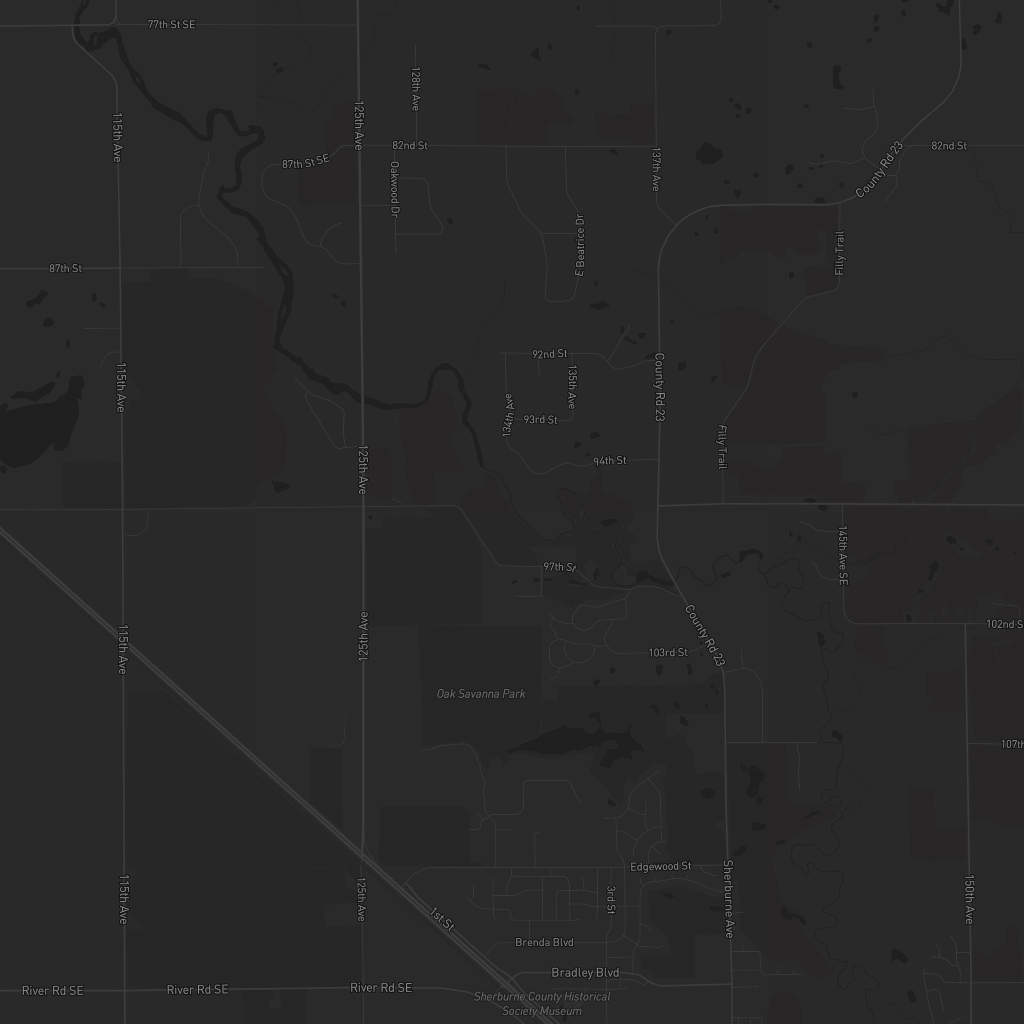 77th St SE
128th Ave
115th Ave
125th Ave
82nd St
82nd St
87th St SE
Oakwood Dr
137th Ave
County Rd 23
E Beatrice Dr
Filly Trail
87th St
92nd St
115th Ave
135th Ave
County Rd 23
134th Ave
93rd St
Filly Trail
94th St
125th Ave
145th Ave SE
97th St
115th Ave
125th Ave
County Rd 23
102nd S
103rd St
Oak Savanna Park
107th
Edgewood St
115th Ave
125th Ave
3rd St
Sherburne Ave
150th Ave
1st St
Brenda Blvd
Bradley Blvd
River Rd SE
River Rd SE
River Rd SE
Sherburne County Historical
Society Museum